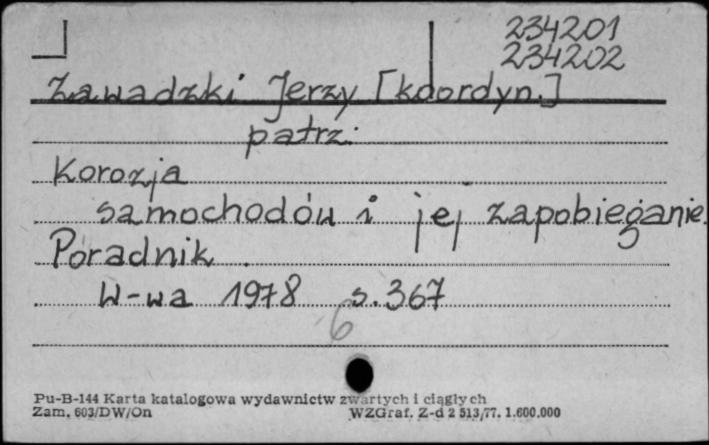 234201
234202
Zawadzki Jerzy [koordyn.]
patrz:
Korozja
samochodów i jej zapobieganie.
Poradnik.
W-wa 1978 s. 367
6
Pu-B-144 Karta katalogowa wydawnictw zwartych i ciągłych
Zam. 603/DW/On WZGraf. Z-d 2 513/77. 1.600.000